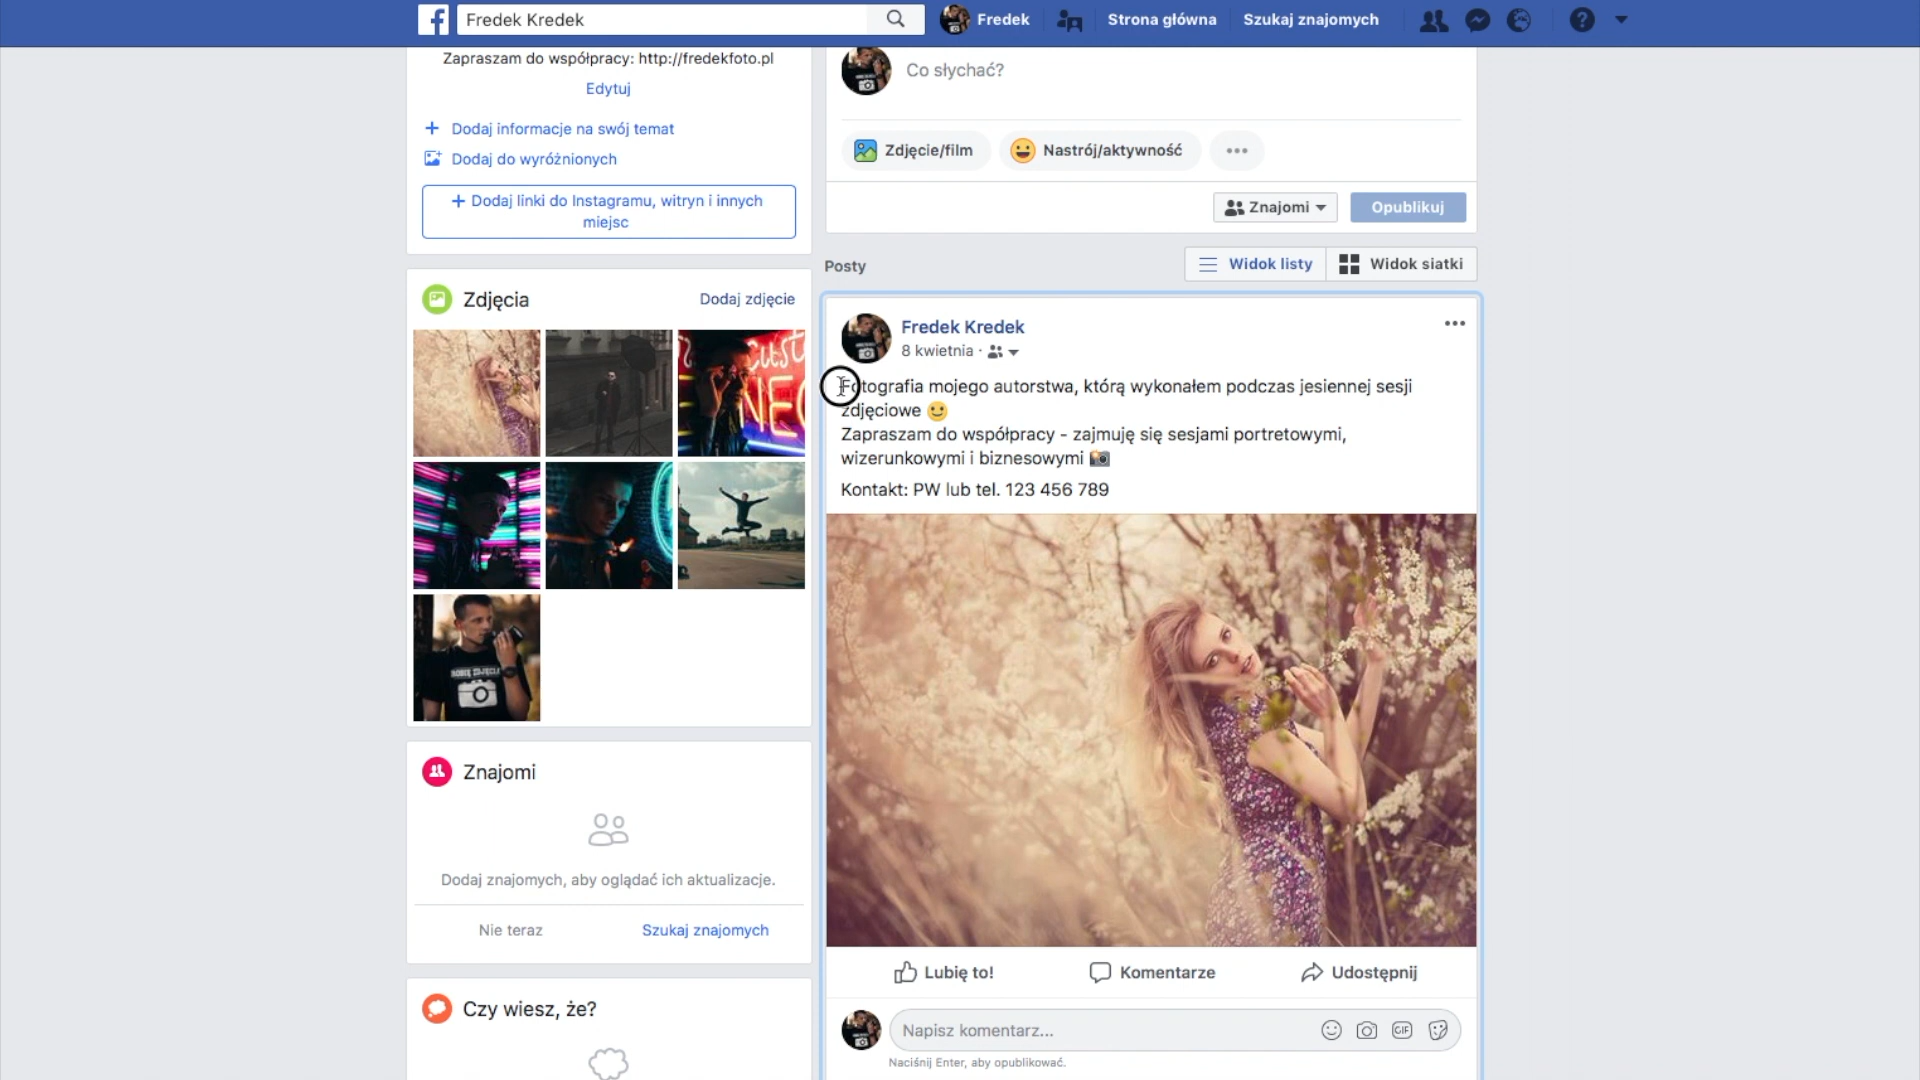 Fredek Kredek
Fredek
Strona główna
Szukaj znajomych
Zapraszam do współpracy: http://fredekfoto.pl
Edytuj
Dodaj informacje na swój temat
Dodaj do wyróżnionych
+ Dodaj linki do Instagramu, witryn i innych
miejsc
Zdjęcia
Dodaj zdjęcie
ROBIĘ ZDJĘCIA
Znajomi
Dodaj znajomych, aby oglądać ich aktualizacje.
Nie teraz
Szukaj znajomych
Czy wiesz, że?
Co słychać?
Zdjęcie/film
Nastrój/aktywność
Znajomi
Opublikuj
Posty
Widok listy
Widok siatki
Fredek Kredek
8 kwietnia ·
Fotografia mojego autorstwa, którą wykonałem podczas jesiennej sesji
zdjęciowe 🙂
Zapraszam do współpracy - zajmuję się sesjami portretowymi,
wizerunkowymi i biznesowymi 📸
Kontakt: PW lub tel. 123 456 789
Lubię to!
Komentarze
Udostępnij
Napisz komentarz...
GIF
Naciśnij Enter, aby opublikować.